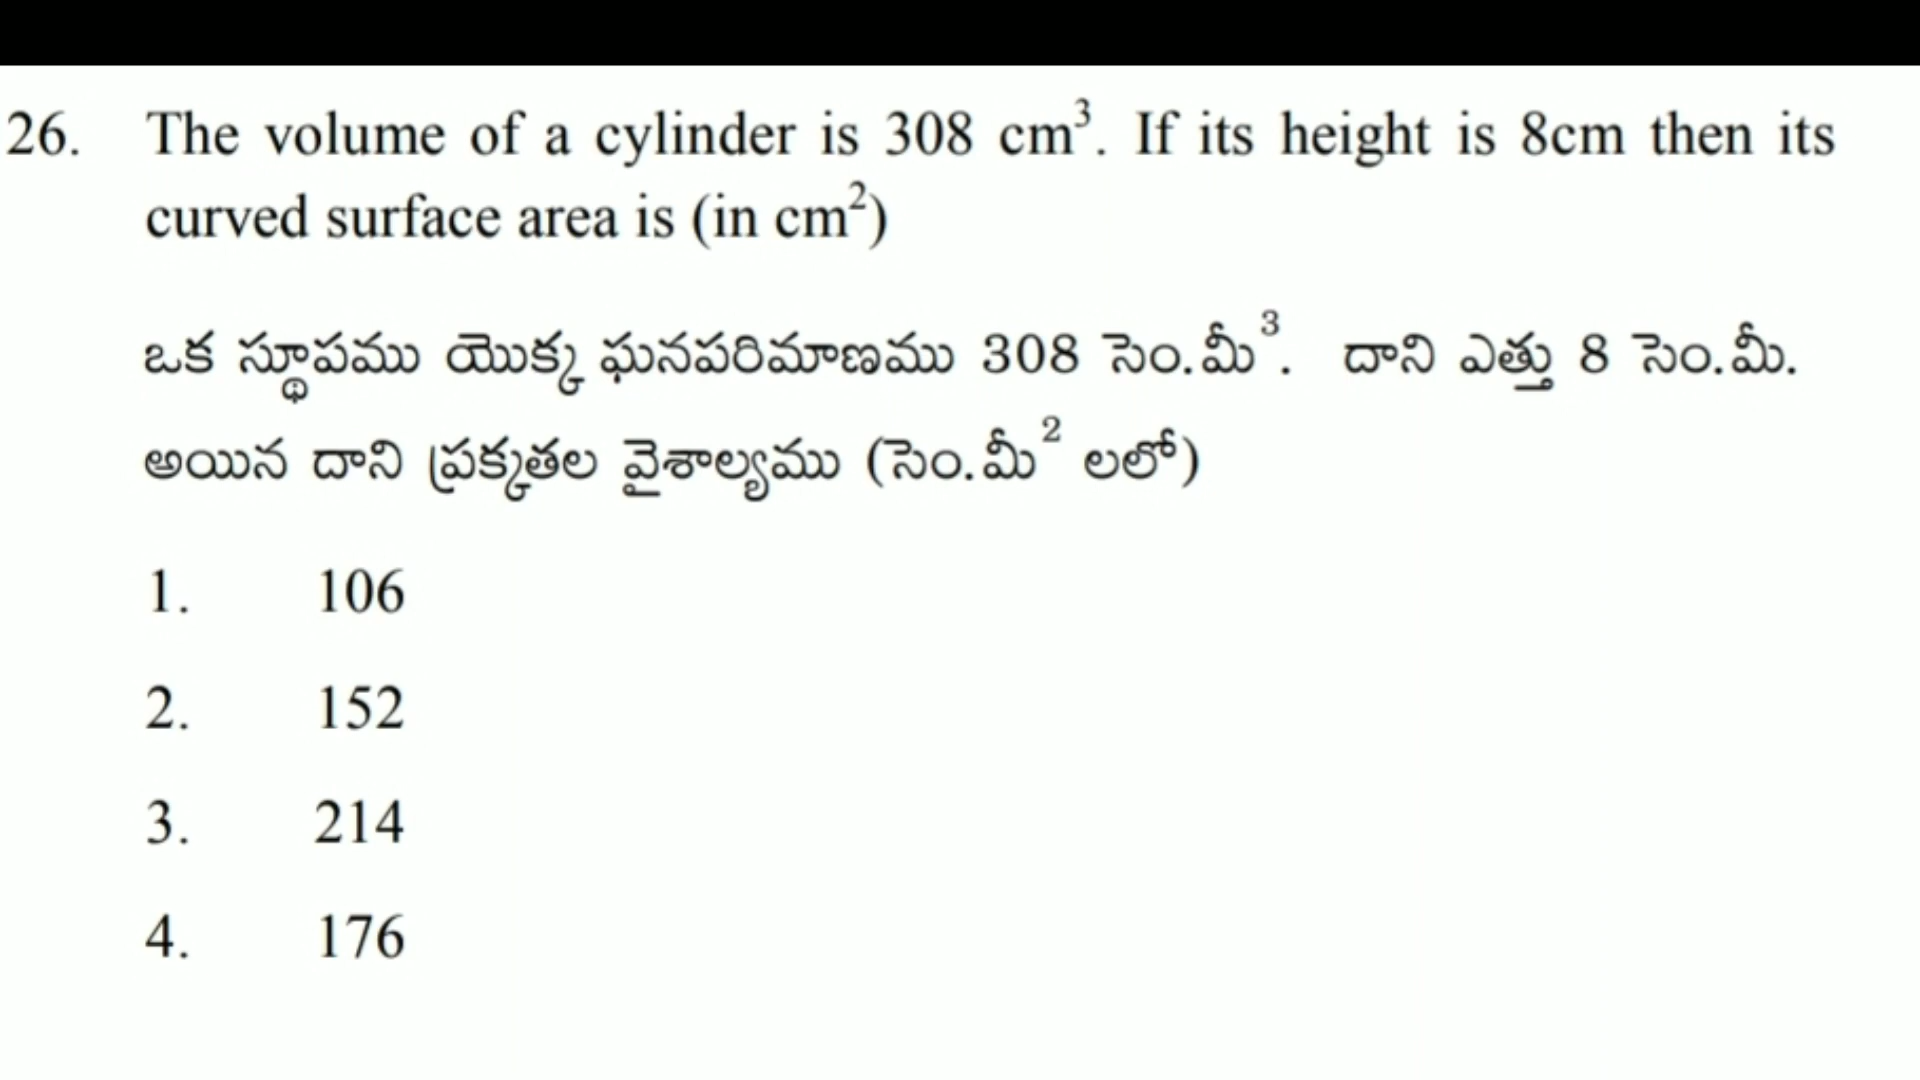 26. The volume of a cylinder is 308 cm³. If its height is 8cm then its
curved surface area is (in cm²)
ఒక స్థూపము యొక్క ఘనపరిమాణము 308 సెం.మీ³. దాని ఎత్తు 8 సెం.మీ.
అయిన దాని ప్రక్కతల వైశాల్యము (సెం.మీ² లలో)
1. 106
2. 152
3. 214
4. 176